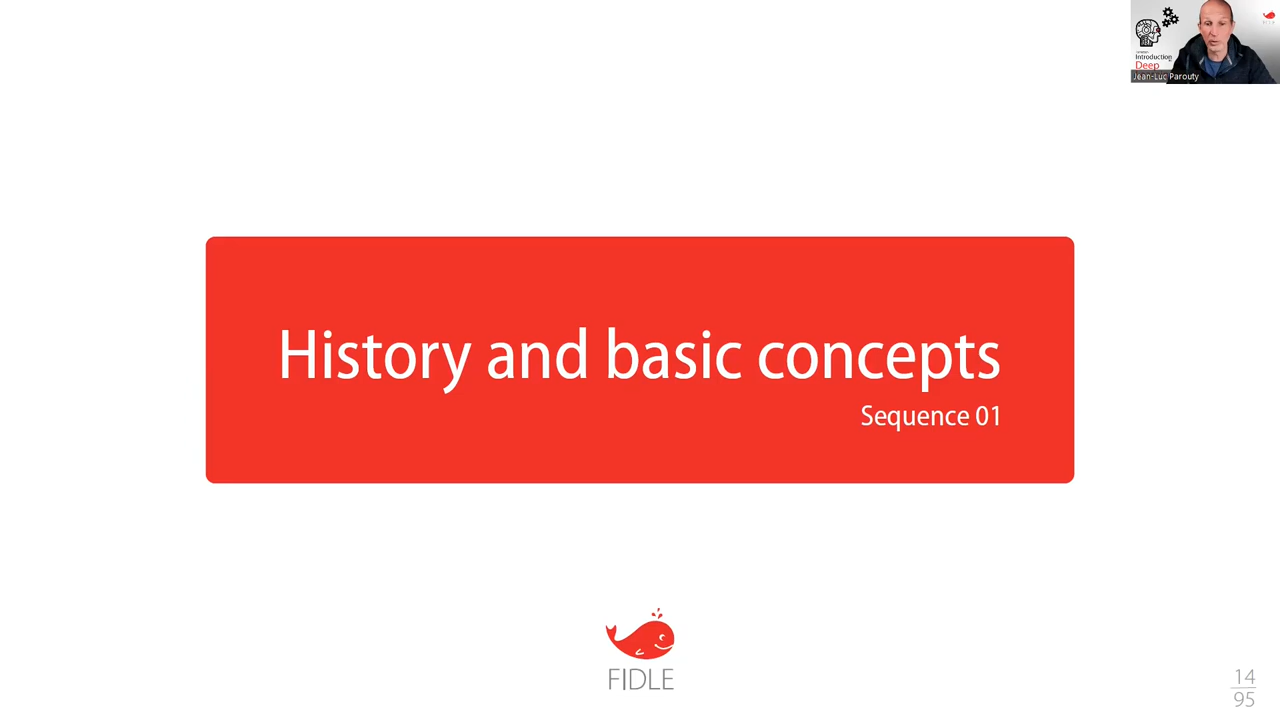 Introduction
Deep
Jean-Luc Parouty
History and basic concepts
Sequence 01
FIDLE
14
95